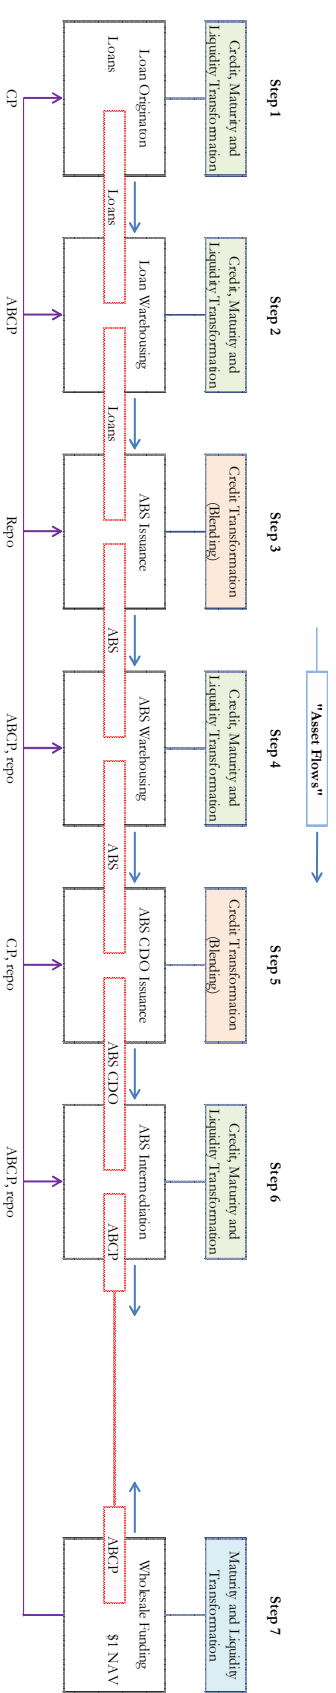 "Asset Flows"
Step 1
Step 2
Step 3
Step 4
Step 5
Step 6
Step 7
Credit, Maturity and
Liquidity Transformation
Credit, Maturity and
Liquidity Transformation
Credit Transformation
(Blending)
Credit, Maturity and
Liquidity Transformation
Credit Transformation
(Blending)
Credit, Maturity and
Liquidity Transformation
Maturity and Liquidity
Transformation
Loan Originaton
Loan Warehousing
ABS Issuance
ABS Warehousing
ABS CDO Issuance
ABS Intermediation
Wholesale Funding
Loans
Loans
Loans
ABS
ABS
ABS CDO
ABCP
ABCP
$1 NAV
CP
ABCP
Repo
ABCP, repo
CP, repo
ABCP, repo